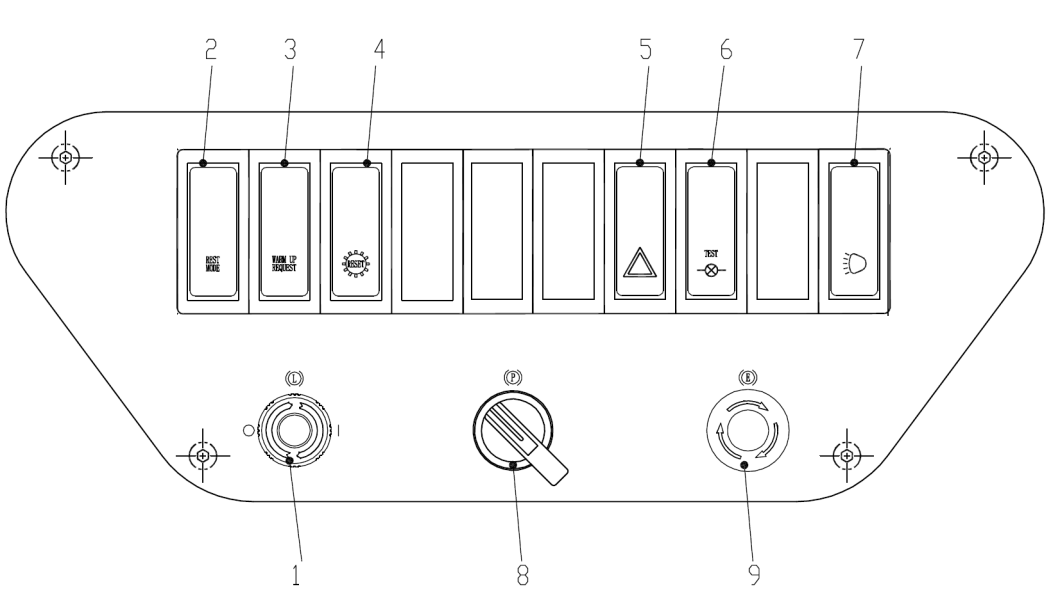 2 3 4 5 6 7
REST
MODE
WARM UP
REQUEST
RESET
TEST
(L) (P) (E)
O I
1 8 9